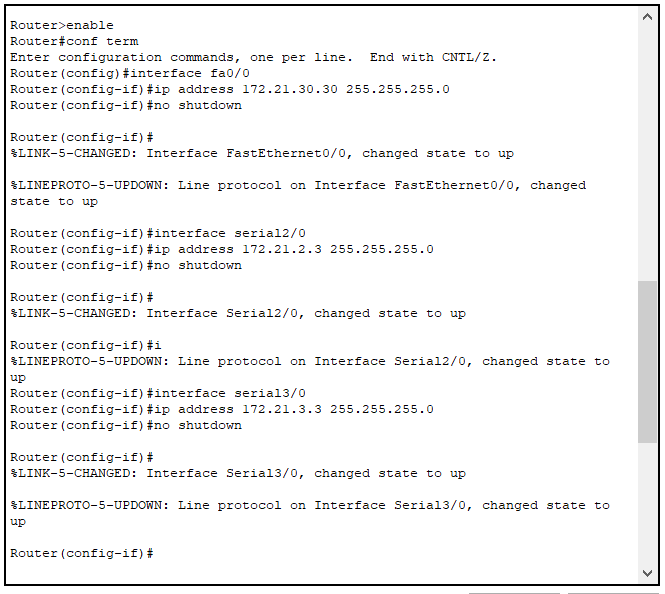 Router>enable
Router#conf term
Enter configuration commands, one per line.  End with CNTL/Z.
Router(config)#interface fa0/0
Router(config-if)#ip address 172.21.30.30 255.255.255.0
Router(config-if)#no shutdown
Router(config-if)#
%LINK-5-CHANGED: Interface FastEthernet0/0, changed state to up
%LINEPROTO-5-UPDOWN: Line protocol on Interface FastEthernet0/0, changed
state to up
Router(config-if)#interface serial2/0
Router(config-if)#ip address 172.21.2.3 255.255.255.0
Router(config-if)#no shutdown
Router(config-if)#
%LINK-5-CHANGED: Interface Serial2/0, changed state to up
Router(config-if)#i
%LINEPROTO-5-UPDOWN: Line protocol on Interface Serial2/0, changed state to
up
Router(config-if)#interface serial3/0
Router(config-if)#ip address 172.21.3.3 255.255.255.0
Router(config-if)#no shutdown
Router(config-if)#
%LINK-5-CHANGED: Interface Serial3/0, changed state to up
%LINEPROTO-5-UPDOWN: Line protocol on Interface Serial3/0, changed state to
up
Router(config-if)#